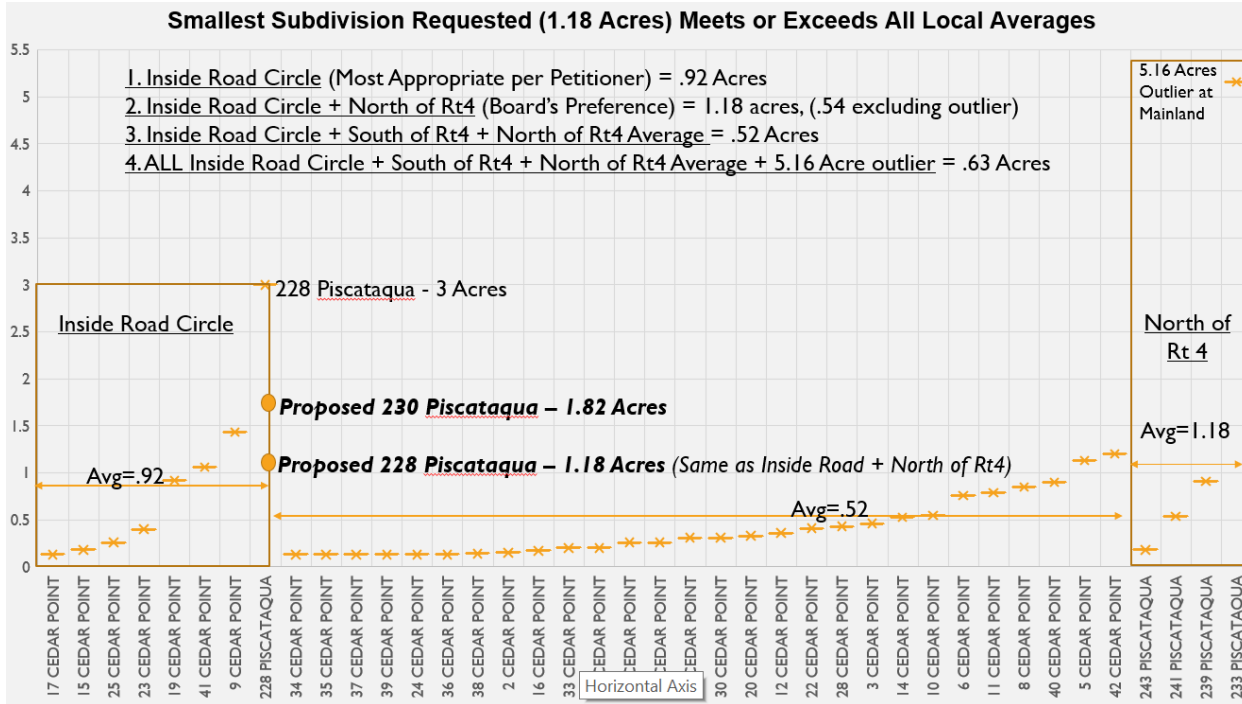 Smallest Subdivision Requested (1.18 Acres) Meets or Exceeds All Local Averages
5.5
5
4.5
4
3.5
3
2.5
2
1.5
1
0.5
0
1. Inside Road Circle (Most Appropriate per Petitioner) = .92 Acres
2. Inside Road Circle + North of Rt4 (Board's Preference) = 1.18 acres, (.54 excluding outlier)
3. Inside Road Circle + South of Rt4 + North of Rt4 Average = .52 Acres
4. ALL Inside Road Circle + South of Rt4 + North of Rt4 Average + 5.16 Acre outlier = .63 Acres
5.16 Acres
Outlier at
Mainland
228 Piscataqua - 3 Acres
Inside Road Circle
North of
Rt 4
Proposed 230 Piscataqua – 1.82 Acres
Avg=1.18
Proposed 228 Piscataqua – 1.18 Acres (Same as Inside Road + North of Rt4)
Avg=.92
Avg=.52
17 CEDAR POINT
15 CEDAR POINT
25 CEDAR POINT
23 CEDAR POINT
19 CEDAR POINT
41 CEDAR POINT
9 CEDAR POINT
228 PISCATAQUA
34 CEDAR POINT
35 CEDAR POINT
37 CEDAR POINT
39 CEDAR POINT
24 CEDAR POINT
36 CEDAR POINT
38 CEDAR POINT
2 CEDAR POINT
16 CEDAR POINT
33 CEDAR POINT
30 CEDAR POINT
20 CEDAR POINT
12 CEDAR POINT
22 CEDAR POINT
28 CEDAR POINT
3 CEDAR POINT
14 CEDAR POINT
10 CEDAR POINT
6 CEDAR POINT
11 CEDAR POINT
8 CEDAR POINT
40 CEDAR POINT
5 CEDAR POINT
42 CEDAR POINT
243 PISCATAQUA
241 PISCATAQUA
239 PISCATAQUA
233 PISCATAQUA
Horizontal Axis